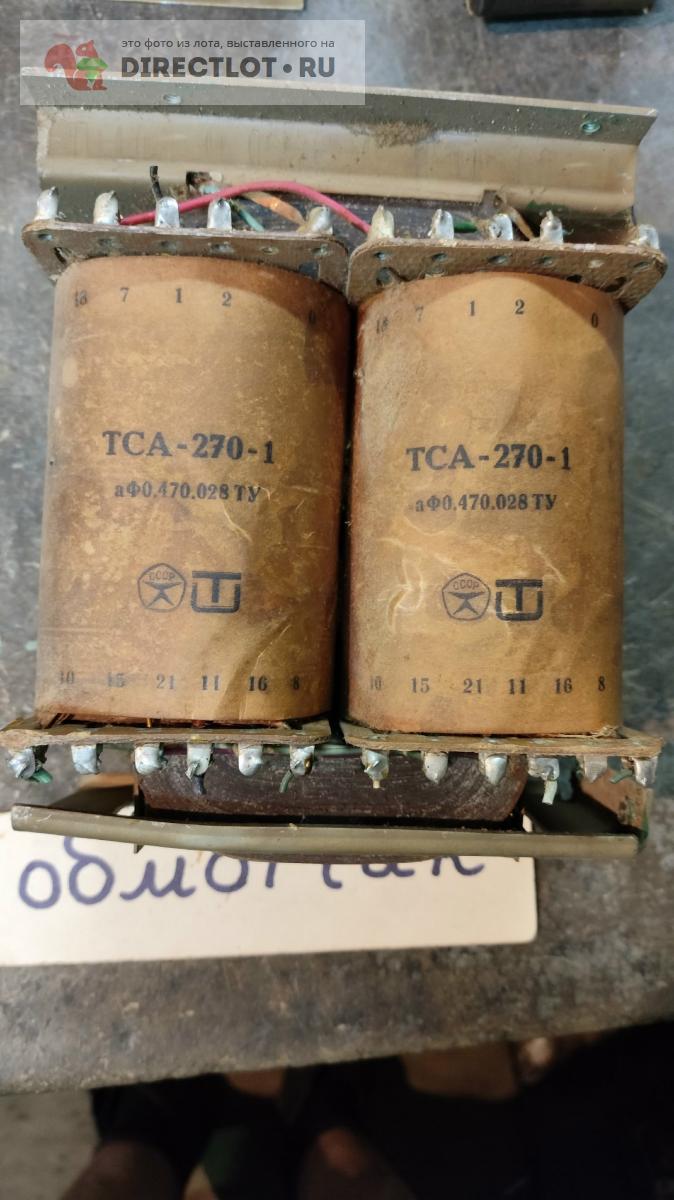 это фото из лота, выставленного на
DIRECTLOT.RU
18 7 1 2 0
18 7 1 2 0
ТСА-270-1
аФ0.470.028 ТУ
СССР
ТСА-270-1
аФ0.470.028 ТУ
СССР
10 15 21 11 16 8
10 15 21 11 16 8
обмотчик